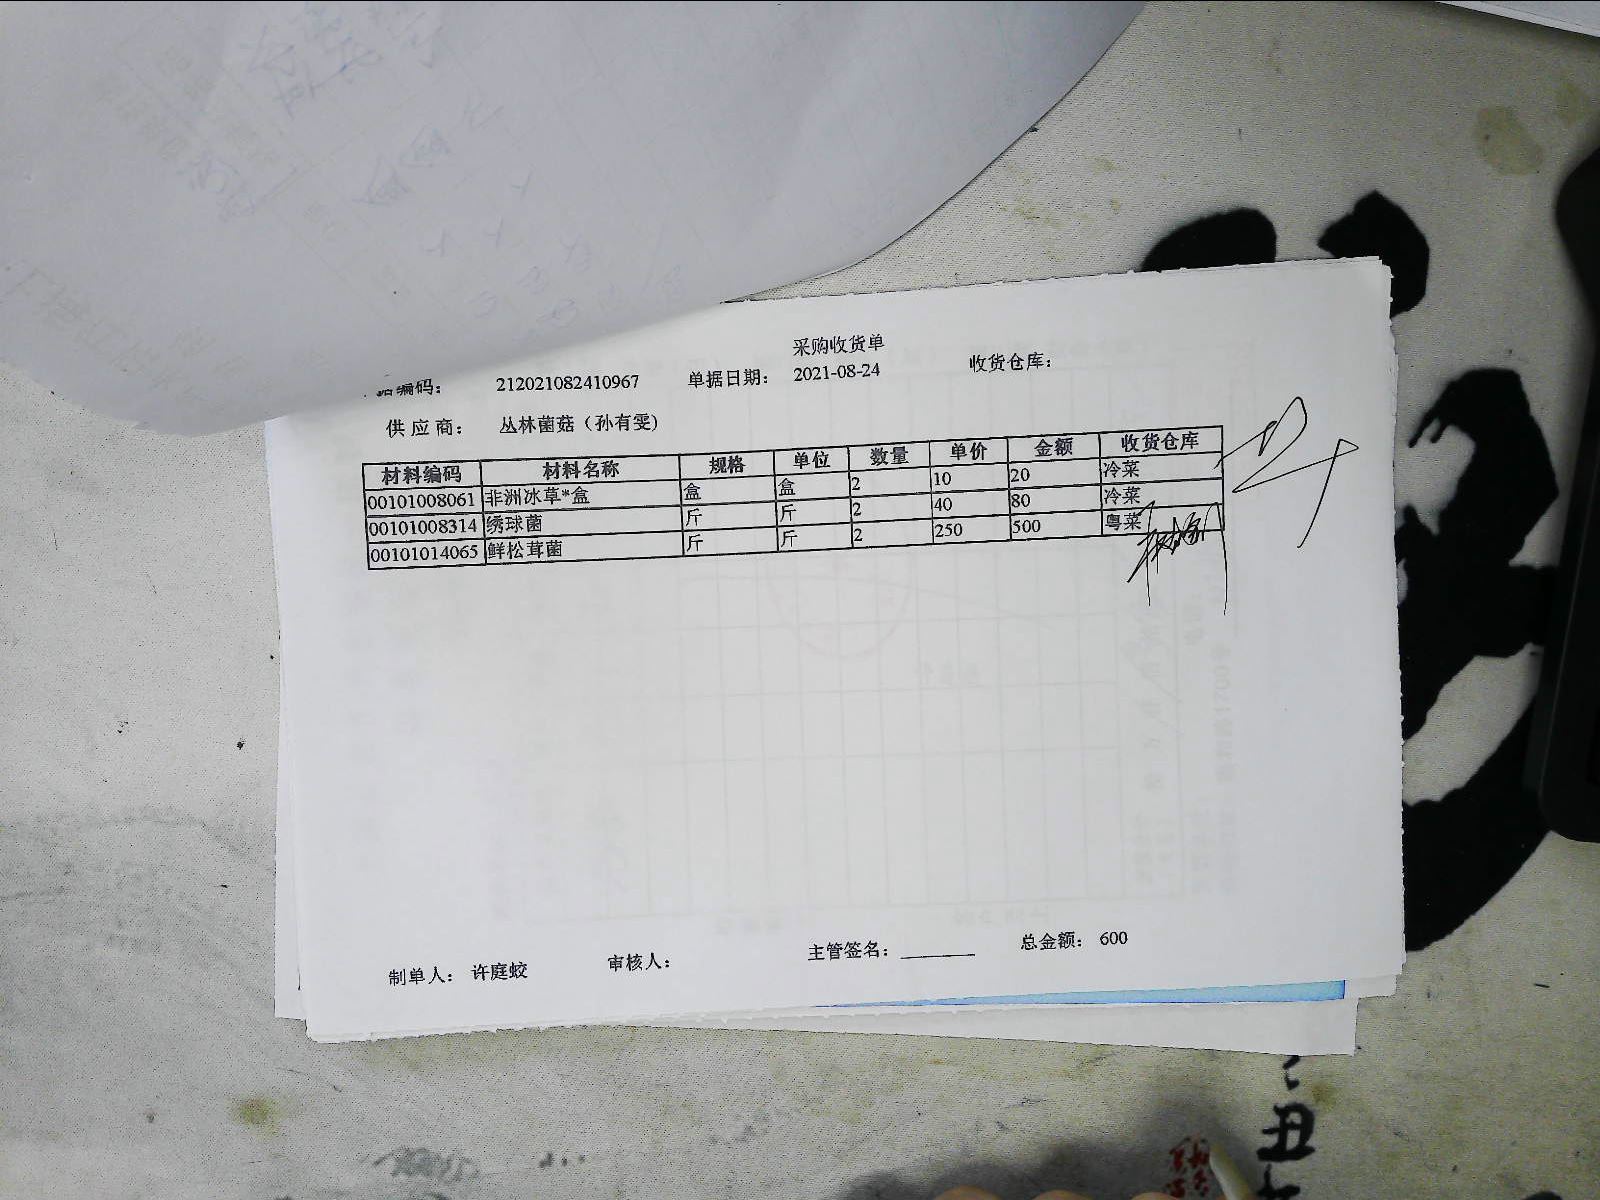 采购收货单
据编码： 212021082410967 单据日期： 2021-08-24 收货仓库：
供应商： 丛林菌菇（孙有雯)
材料编码 材料名称 规格 单位 数量 单价 金额 收货仓库
00101008061 非洲冰草*盒 盒 盒 2 10 20 冷菜
00101008314 绣球菌 斤 斤 2 40 80 冷菜
00101014065 鲜松茸菌 斤 斤 2 250 500 粤菜
制单人： 许庭蛟 审核人： 主管签名： 总金额： 600
丑